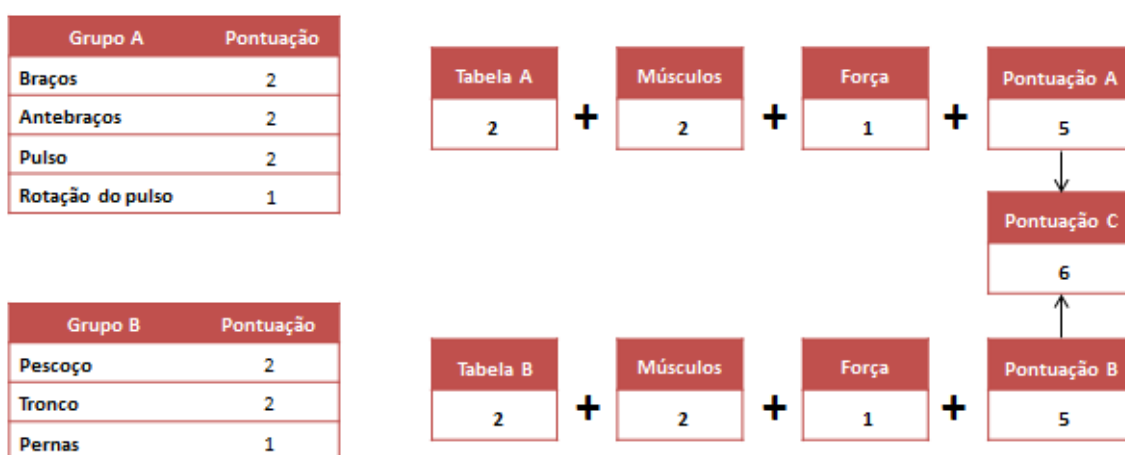 Grupo A Pontuação
Braços 2
Antebraços 2
Pulso 2
Rotação do pulso 1
Tabela A Músculos Força Pontuação A
2 + 2 + 1 + 5
Pontuação C
6
Grupo B Pontuação
Pescoço 2
Tronco 2
Pernas 1
Tabela B Músculos Força Pontuação B
2 + 2 + 1 + 5